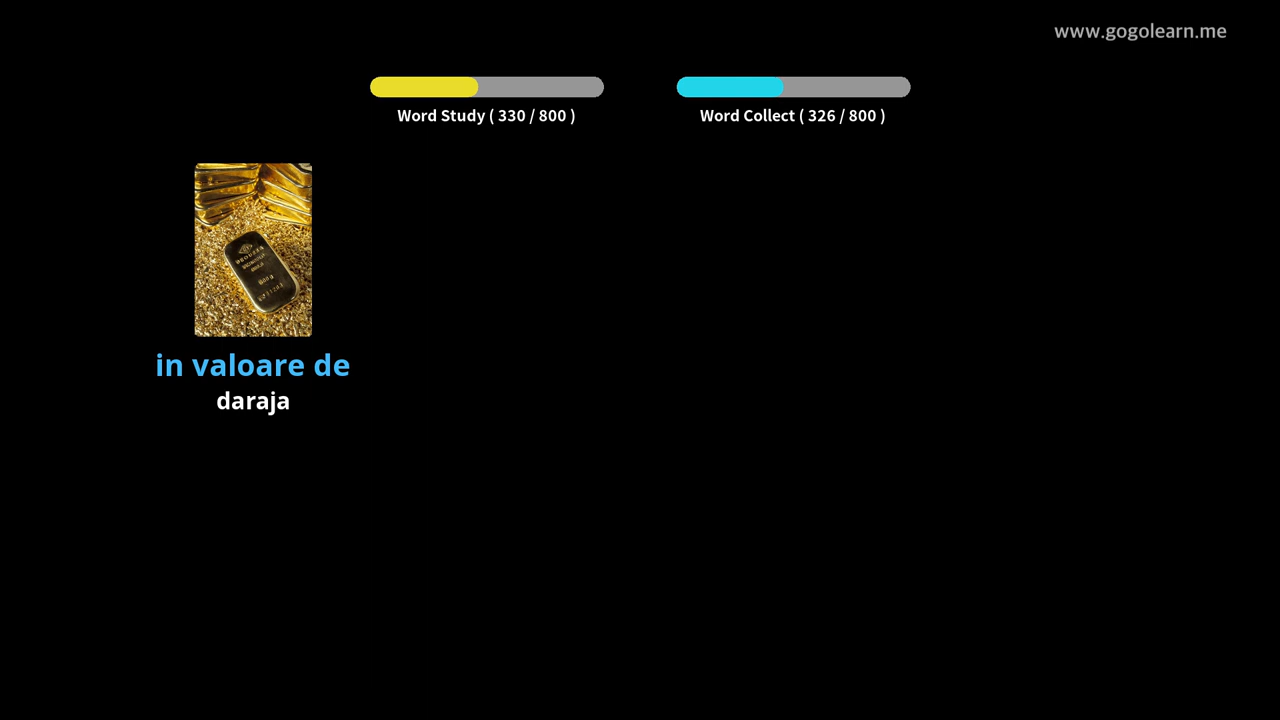 www.gogolearn.me
Word Study ( 330 / 800 )
Word Collect ( 326 / 800 )
in valoare de
daraja